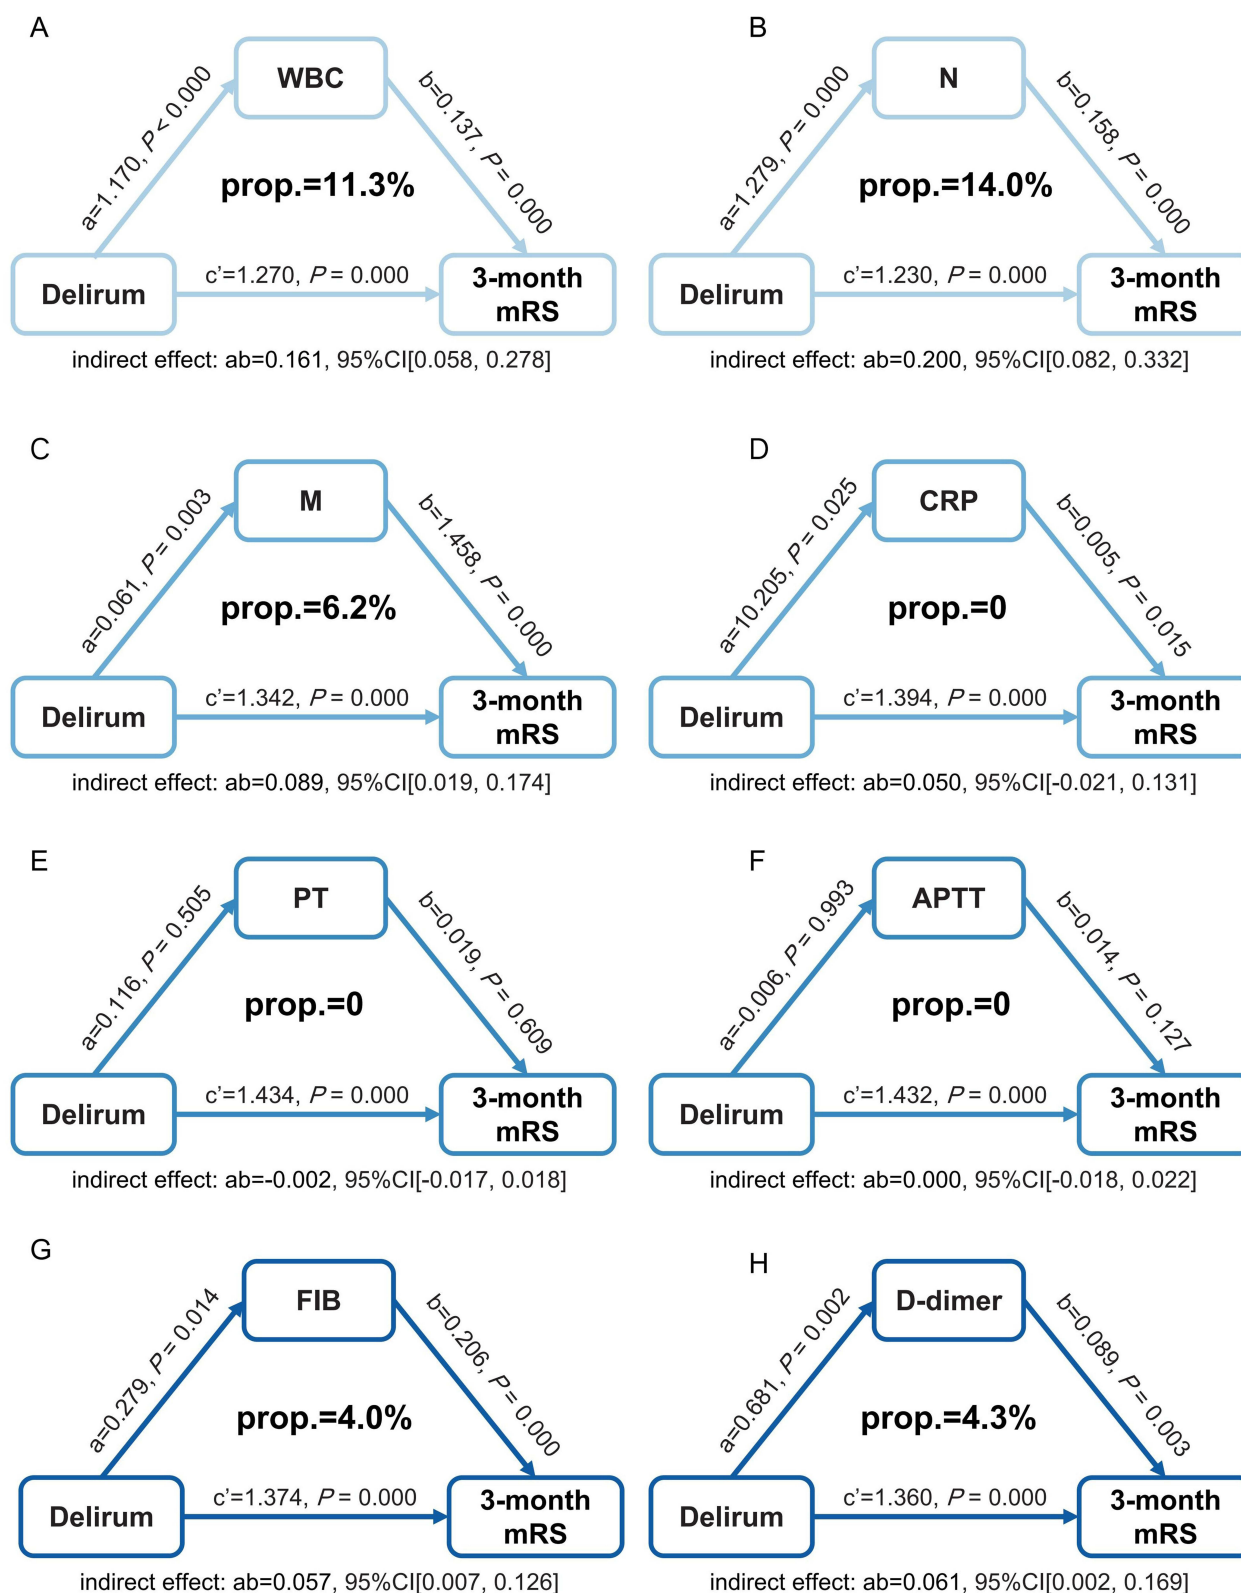 A
WBC
a=1.170, P < 0.000
b=0.137, P = 0.000
prop.=11.3%
Delirum
c’=1.270, P = 0.000
3-month
mRS
indirect effect: ab=0.161, 95%CI[0.058, 0.278]
B
N
a=1.279, P = 0.000
b=0.158, P = 0.000
prop.=14.0%
Delirum
c’=1.230, P = 0.000
3-month
mRS
indirect effect: ab=0.200, 95%CI[0.082, 0.332]
C
M
a=0.061, P = 0.003
b=1.458, P = 0.000
prop.=6.2%
Delirum
c’=1.342, P = 0.000
3-month
mRS
indirect effect: ab=0.089, 95%CI[0.019, 0.174]
D
CRP
a=10.205, P = 0.025
b=0.005, P = 0.015
prop.=0
Delirum
c’=1.394, P = 0.000
3-month
mRS
indirect effect: ab=0.050, 95%CI[-0.021, 0.131]
E
PT
a=0.116, P = 0.505
b=0.019, P = 0.609
prop.=0
Delirum
c’=1.434, P = 0.000
3-month
mRS
indirect effect: ab=-0.002, 95%CI[-0.017, 0.018]
F
APTT
a=-0.006, P = 0.993
b=0.014, P = 0.127
prop.=0
Delirum
c’=1.432, P = 0.000
3-month
mRS
indirect effect: ab=0.000, 95%CI[-0.018, 0.022]
G
FIB
a=0.279, P = 0.014
b=0.206, P = 0.000
prop.=4.0%
Delirum
c’=1.374, P = 0.000
3-month
mRS
indirect effect: ab=0.057, 95%CI[0.007, 0.126]
H
D-dimer
a=0.681, P = 0.002
b=0.089, P = 0.003
prop.=4.3%
Delirum
c’=1.360, P = 0.000
3-month
mRS
indirect effect: ab=0.061, 95%CI[0.002, 0.169]